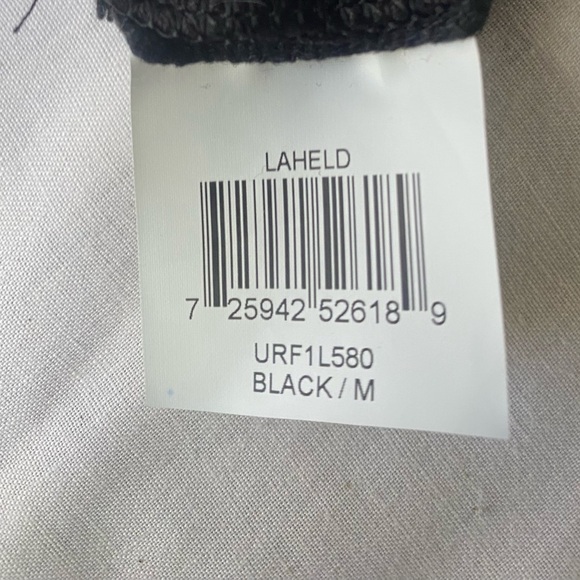 LAHELD
7 25942 52618 9
URF1L580
BLACK / M